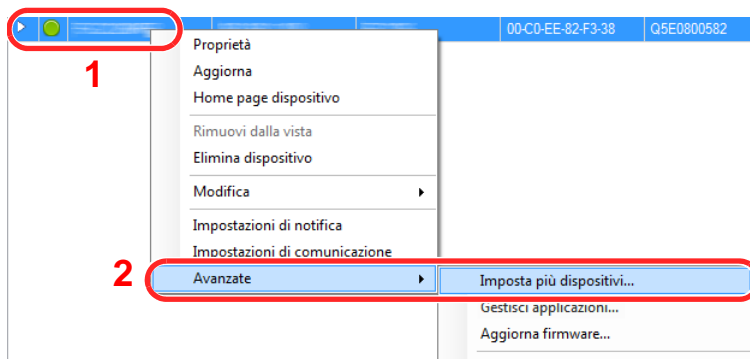 00-C0-EE-82-F3-38 Q5E0800582
1
Proprietà
Aggiorna
Home page dispositivo
Rimuovi dalla vista
Elimina dispositivo
Modifica
Impostazioni di notifica
Impostazioni di comunicazione
2
Avanzate
Imposta più dispositivi...
Gestisci applicazioni...
Aggiorna firmware...